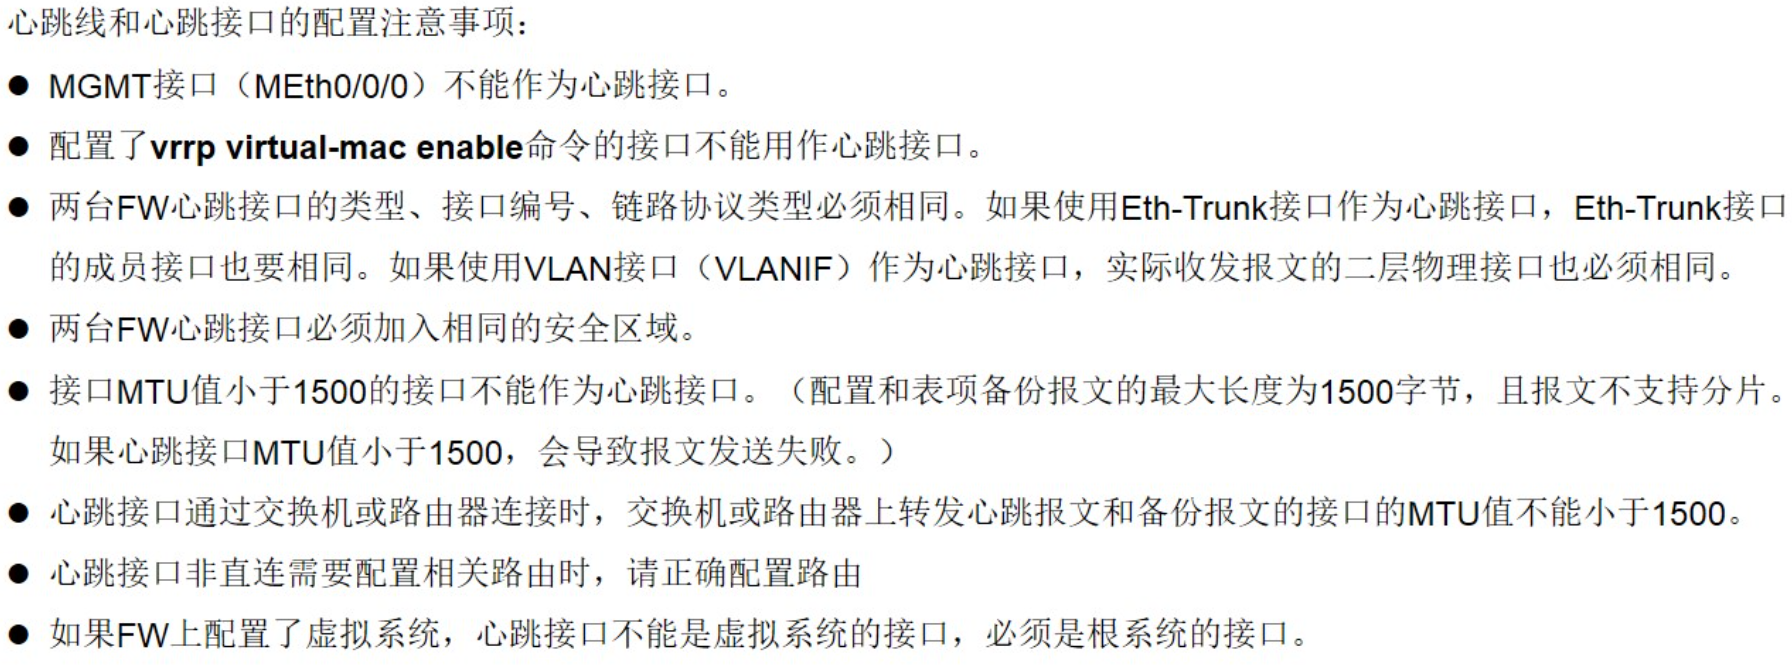 心跳线和心跳接口的配置注意事项：
● MGMT接口（MEth0/0/0）不能作为心跳接口。
● 配置了vrrp virtual-mac enable命令的接口不能用作心跳接口。
● 两台FW心跳接口的类型、接口编号、链路协议类型必须相同。如果使用Eth-Trunk接口作为心跳接口，Eth-Trunk接口
的成员接口也要相同。如果使用VLAN接口（VLANIF）作为心跳接口，实际收发报文的二层物理接口也必须相同。
● 两台FW心跳接口必须加入相同的安全区域。
● 接口MTU值小于1500的接口不能作为心跳接口。（配置和表项备份报文的最大长度为1500字节，且报文不支持分片。
如果心跳接口MTU值小于1500，会导致报文发送失败。）
● 心跳接口通过交换机或路由器连接时，交换机或路由器上转发心跳报文和备份报文的接口的MTU值不能小于1500。
● 心跳接口非直连需要配置相关路由时，请正确配置路由
● 如果FW上配置了虚拟系统，心跳接口不能是虚拟系统的接口，必须是根系统的接口。